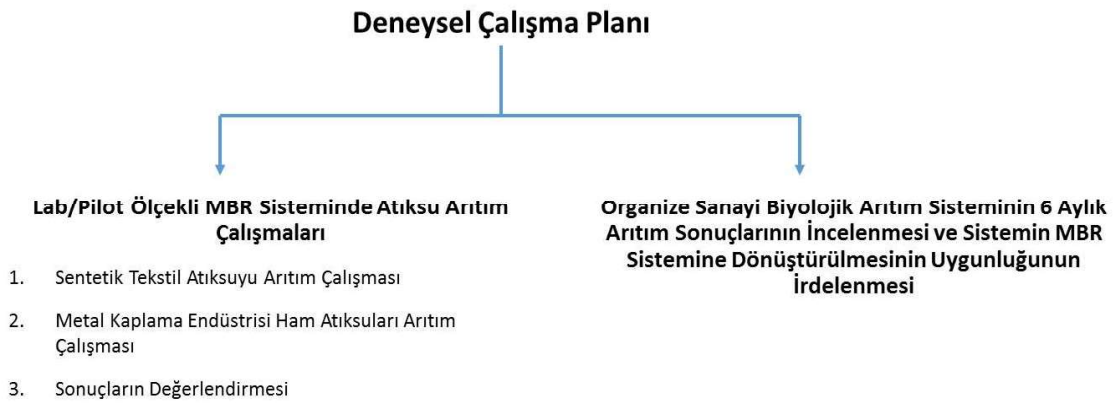 Deneysel Çalışma Planı
Lab/Pilot Ölçekli MBR Sisteminde Atıksu Arıtım
Çalışmaları
1. Sentetik Tekstil Atıksuyu Arıtım Çalışması
2. Metal Kaplama Endüstrisi Ham Atıksuları Arıtım
Çalışması
3. Sonuçların Değerlendirmesi
Organize Sanayi Biyolojik Arıtım Sisteminin 6 Aylık
Arıtım Sonuçlarının İncelenmesi ve Sistemin MBR
Sistemine Dönüştürülmesinin Uygunluğunun
İrdelenmesi